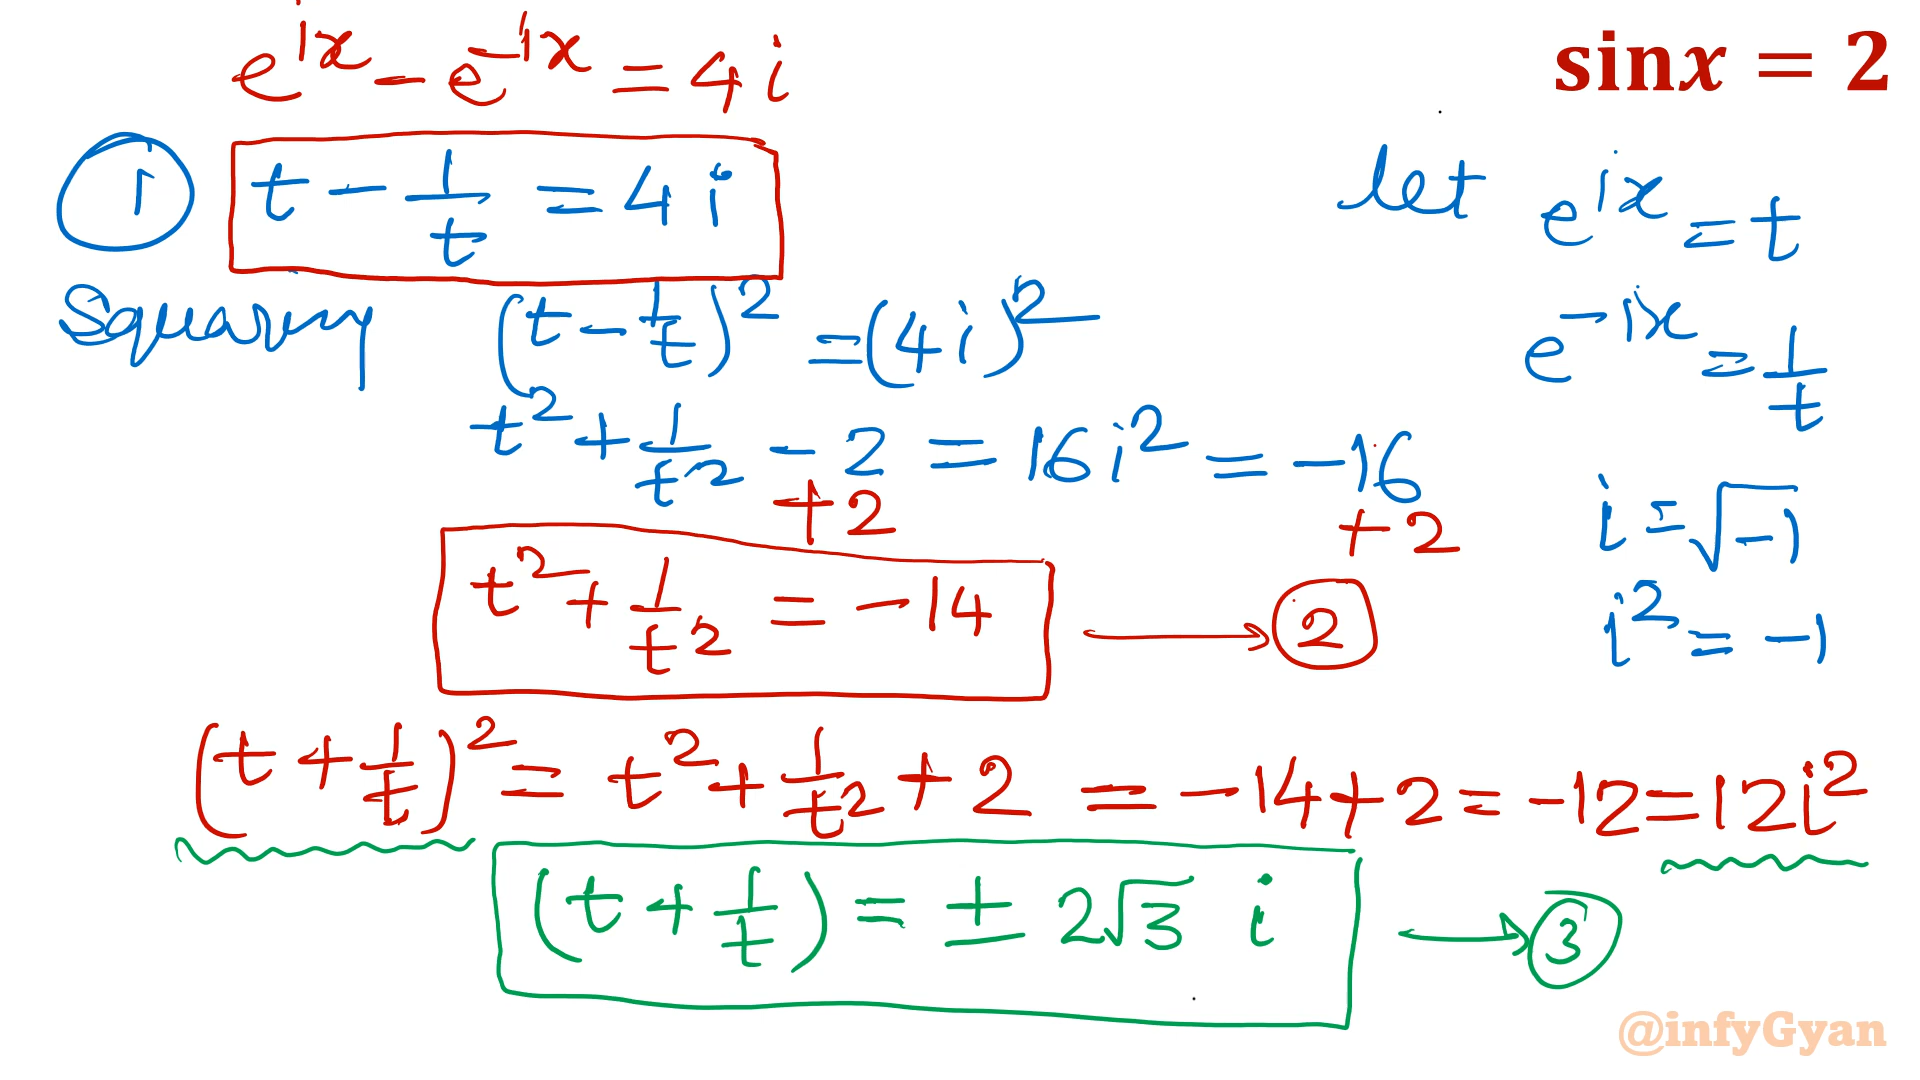 e^{ix} - e^{-ix} = 4i
sinx = 2
1 t - 1/t = 4i
let e^{ix} = t
e^{-ix} = 1/t
Squaring (t - 1/t)^2 = (4i)^2
t^2 + 1/t^2 - 2 = 16i^2 = -16
+2 +2
i = √-1
t^2 + 1/t^2 = -14 → 2
i^2 = -1
(t + 1/t)^2 = t^2 + 1/t^2 + 2 = -14+2 = -12 = 12i^2
(t + 1/t) = ± 2√3 i → 3
@infyGyan